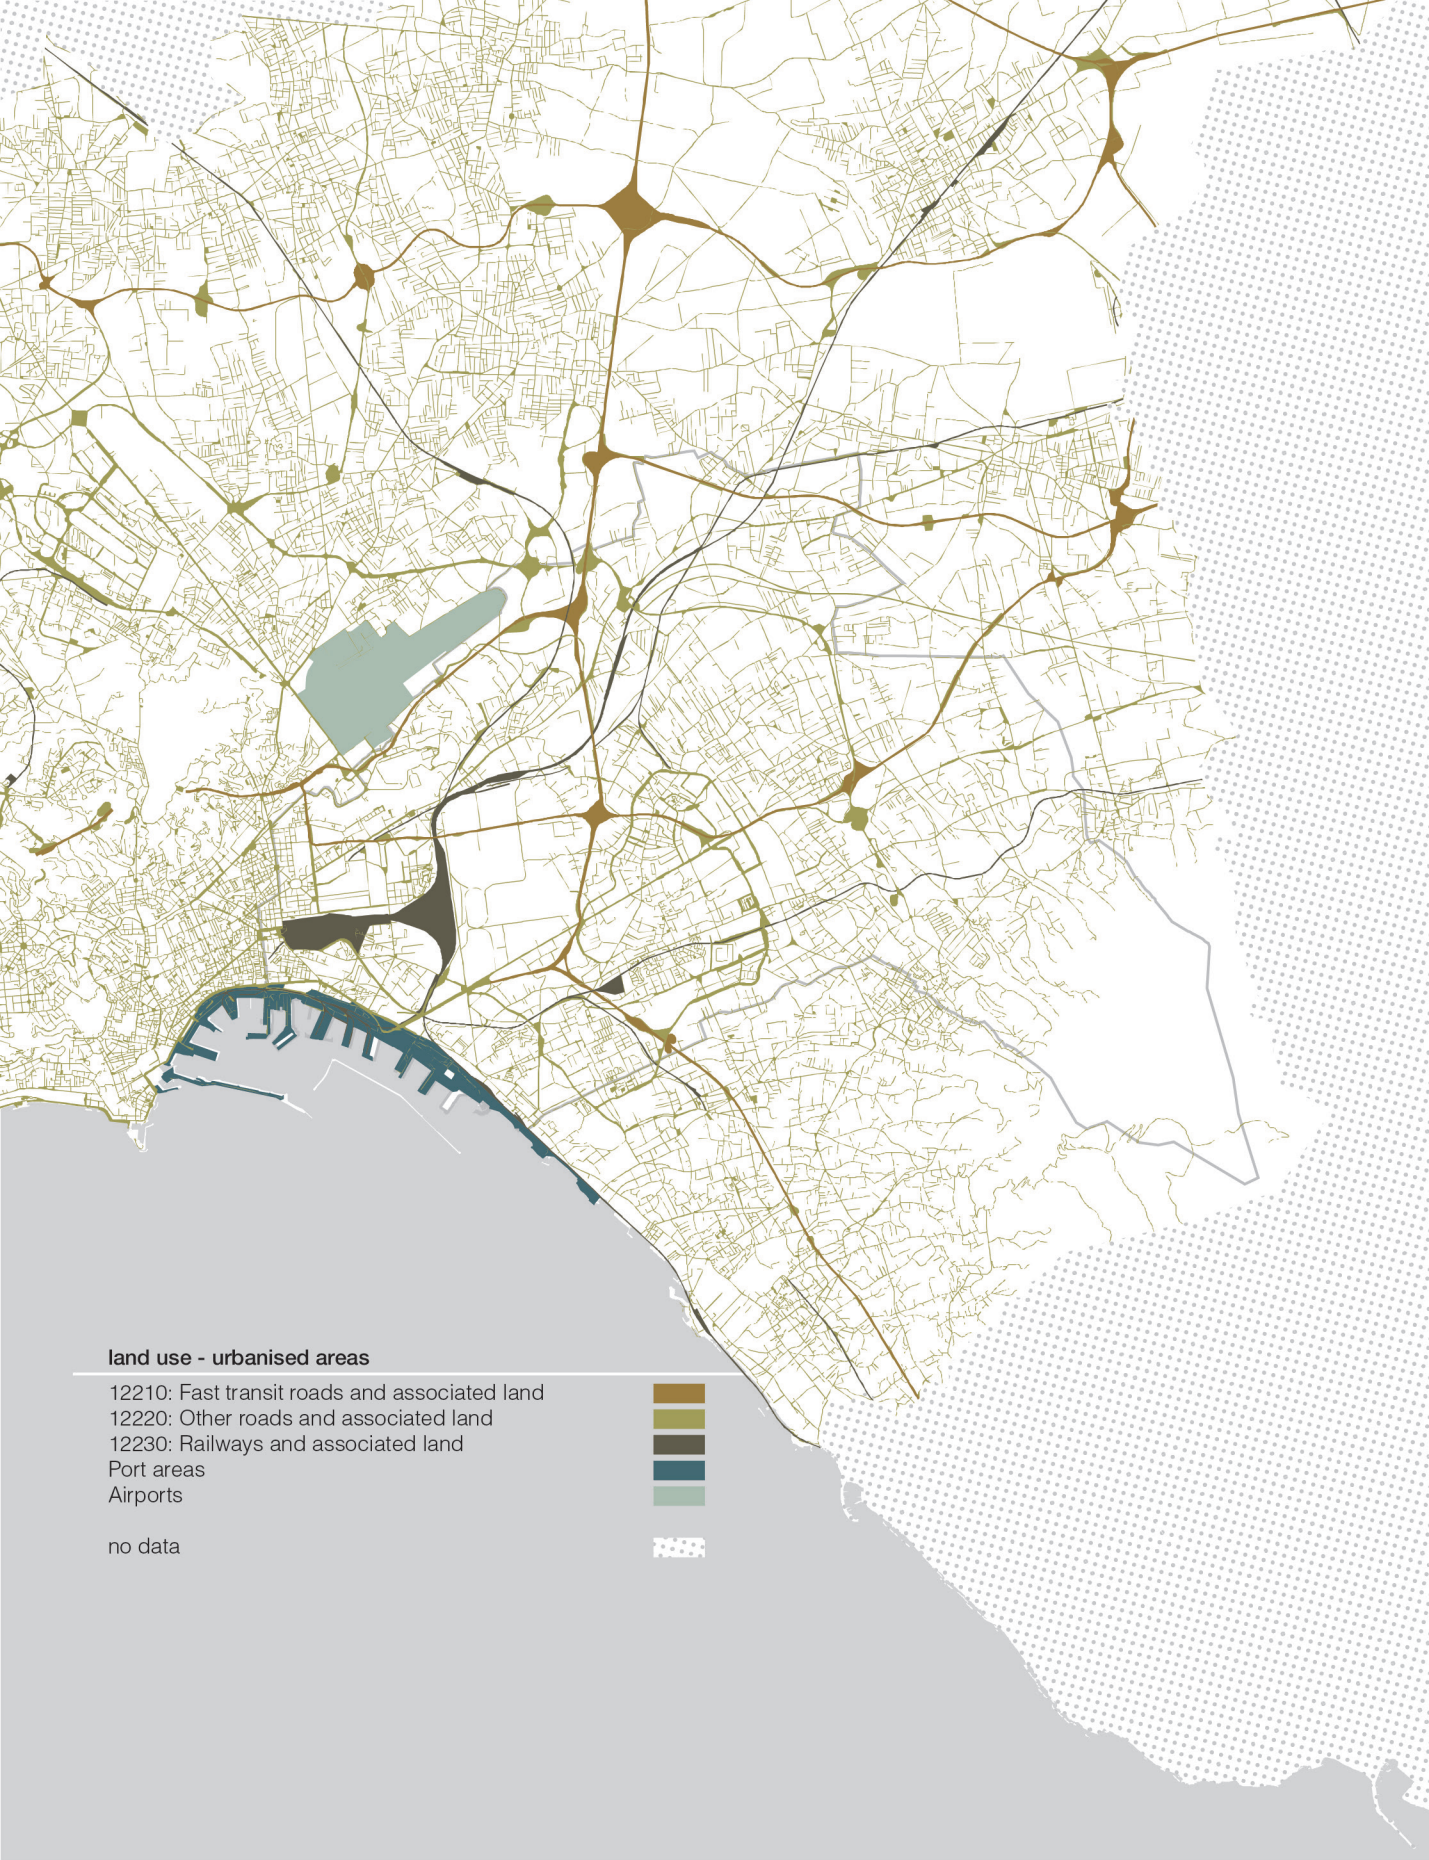 land use - urbanised areas
12210: Fast transit roads and associated land
12220: Other roads and associated land
12230: Railways and associated land
Port areas
Airports
no data